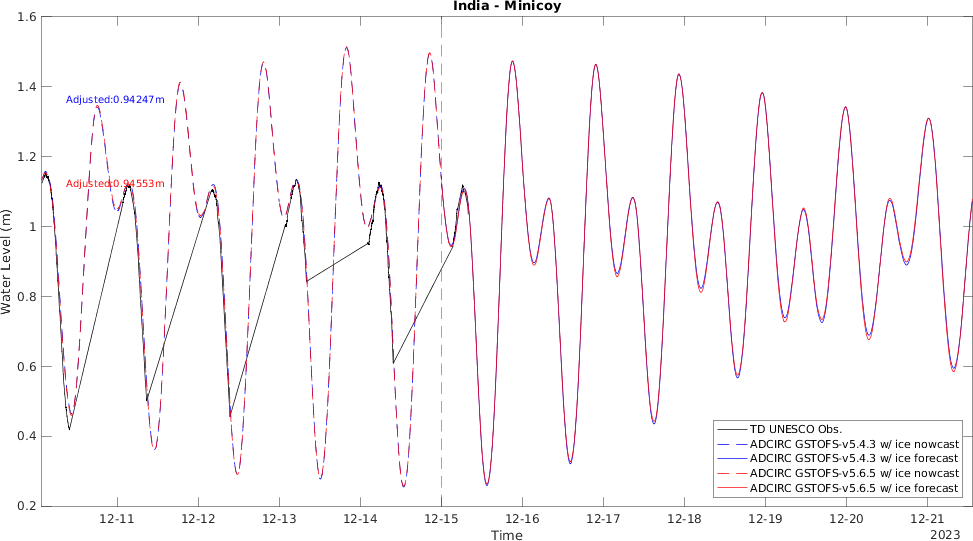 India - Minicoy
1.6
1.4
1.2
1
0.8
0.6
0.4
0.2
Water Level (m)
Adjusted:0.94247m
Adjusted:0.94553m
TD UNESCO Obs.
ADCIRC GSTOFS-v5.4.3 w/ ice nowcast
ADCIRC GSTOFS-v5.4.3 w/ ice forecast
ADCIRC GSTOFS-v5.6.5 w/ ice nowcast
ADCIRC GSTOFS-v5.6.5 w/ ice forecast
12-11 12-12 12-13 12-14 12-15 12-16 12-17 12-18 12-19 12-20 12-21
Time
2023